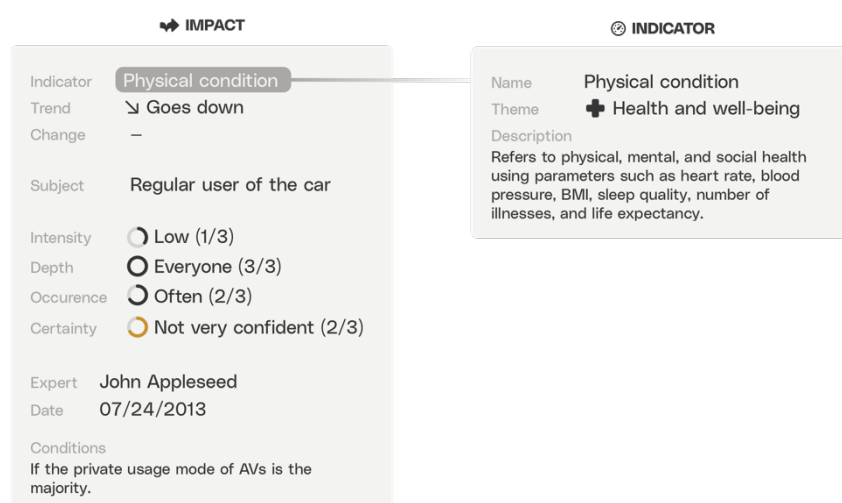 IMPACT
Indicator Physical condition
Trend Goes down
Change –
Subject Regular user of the car
Intensity Low (1/3)
Depth Everyone (3/3)
Occurence Often (2/3)
Certainty Not very confident (2/3)
Expert John Appleseed
Date 07/24/2013
Conditions
If the private usage mode of AVs is the
majority.
INDICATOR
Name Physical condition
Theme Health and well-being
Description
Refers to physical, mental, and social health
using parameters such as heart rate, blood
pressure, BMI, sleep quality, number of
illnesses, and life expectancy.